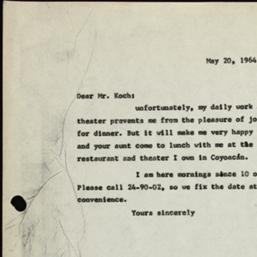 May 20, 1964
Dear Mr. Koch:
unfortunately, my daily work
theater prevents me from the pleasure of jo
for dinner. But it will make me very happy
and your aunt come to lunch with me at the
restaurant and theater I own in Coyoacán.
I am here mornings since 10 o
Please call 24-90-02, so we fix the date at
convenience.
Yours sincerely